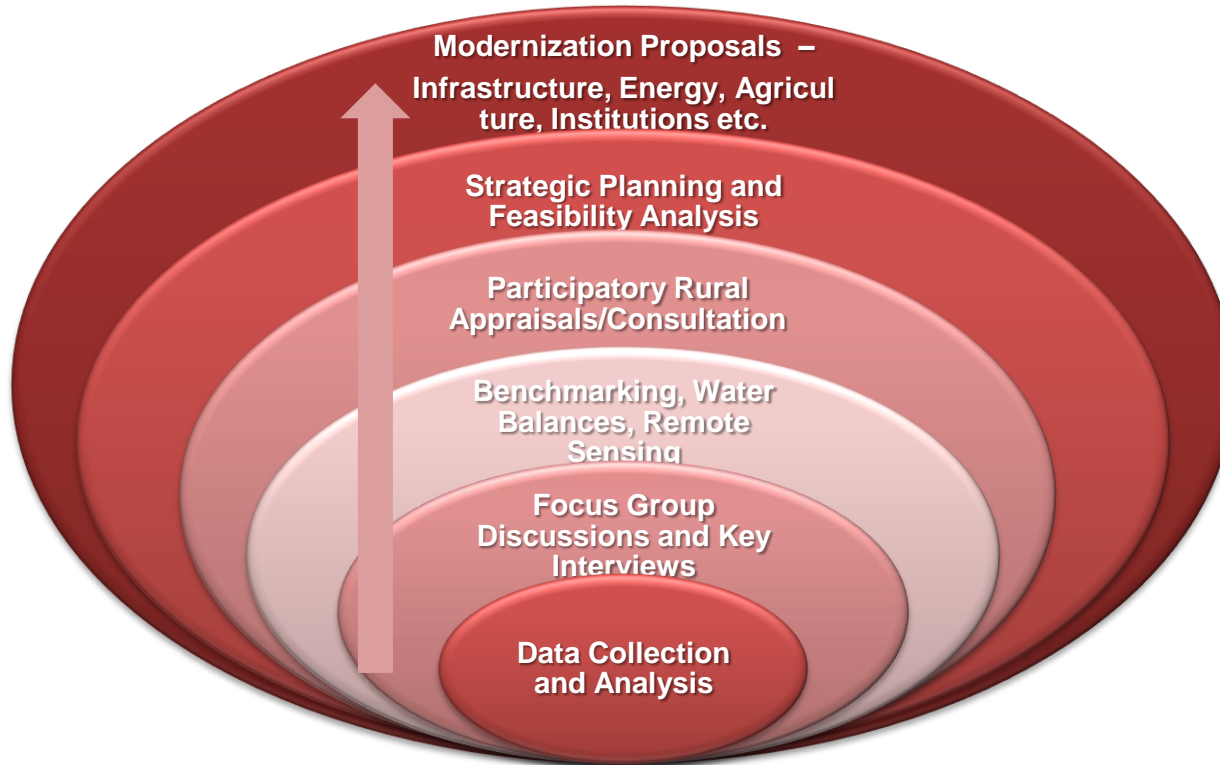 Modernization Proposals –
Infrastructure, Energy, Agricul
ture, Institutions etc.
Strategic Planning and
Feasibility Analysis
Participatory Rural
Appraisals/Consultation
Benchmarking, Water
Balances, Remote
Sensing
Focus Group
Discussions and Key
Interviews
Data Collection
and Analysis